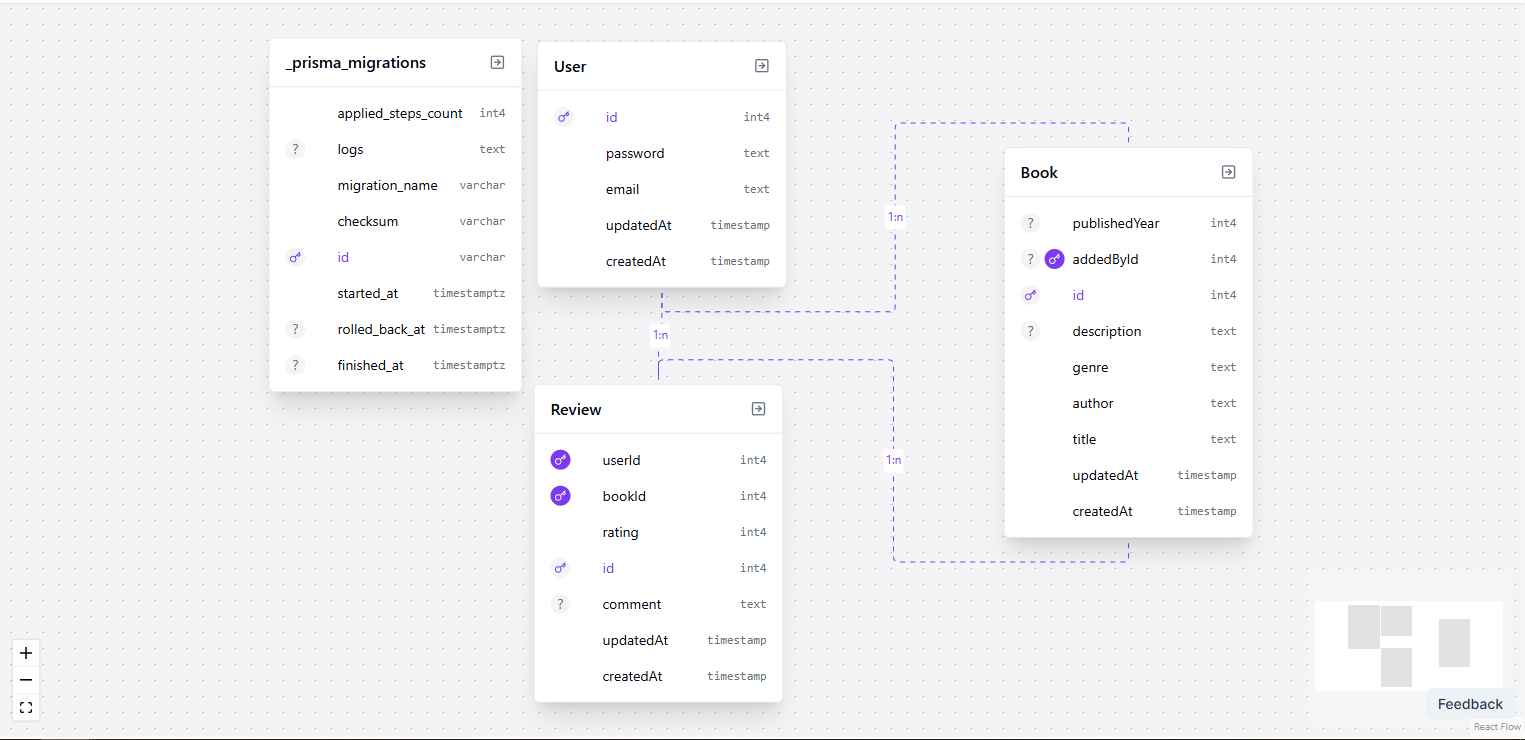 _prisma_migrations
applied_steps_count int4
? logs text
migration_name varchar
checksum varchar
id varchar
started_at timestamptz
? rolled_back_at timestamptz
? finished_at timestamptz
User
id int4
password text
email text
updatedAt timestamp
createdAt timestamp
1:n
1:n
Book
? publishedYear int4
? addedById int4
id int4
? description text
genre text
author text
title text
updatedAt timestamp
createdAt timestamp
Review
userId int4
bookId int4
rating int4
id int4
? comment text
updatedAt timestamp
createdAt timestamp
1:n
Feedback
React Flow